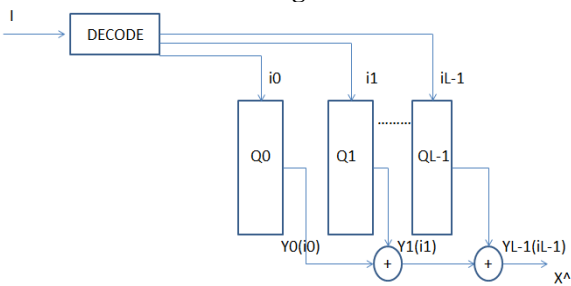 I
DECODE
i0 i1 iL-1
.........
Q0 Q1 QL-1
Y0(i0) Y1(i1) YL-1(iL-1)
+ +
X^